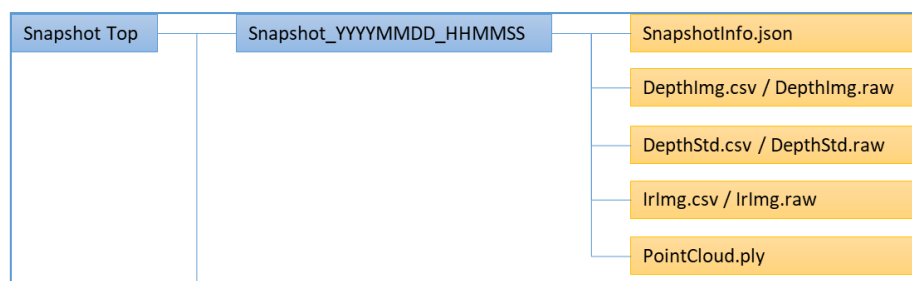 Snapshot Top
Snapshot_YYYYMMDD_HHMMSS
SnapshotInfo.json
DepthImg.csv / DepthImg.raw
DepthStd.csv / DepthStd.raw
IrImg.csv / IrImg.raw
PointCloud.ply